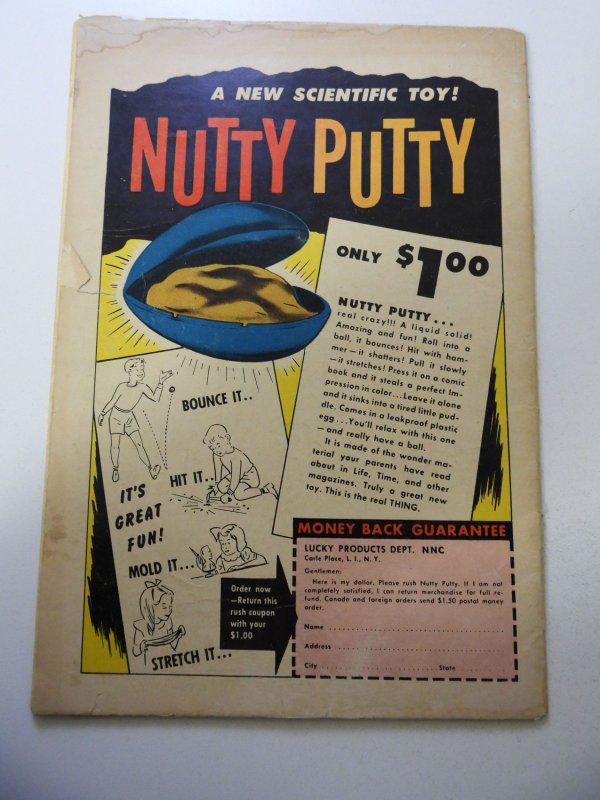 A NEW SCIENTIFIC TOY!
NUTTY PUTTY
ONLY $1.00
NUTTY PUTTY...
real crazy!!! A liquid solid!
Amazing and fun! Roll into a
ball, it bounces! Hit with ham-
mer—it shatters! Pull it slowly
—it stretches! Press it on a comic
book and it steals a perfect im-
pression in color...Leave it alone
and it sinks into a tired little pud-
dle. Comes in a leakproof plastic
egg...You'll relax with this one
—and really have a ball.
It is made of the wonder ma-
terial your parents have read
about in Life, Time, and other
magazines. Truly a great new
toy. This is the real THING.
BOUNCE IT..
HIT IT...
IT'S
GREAT
FUN!
MOLD IT...
STRETCH IT...
Order now
—Return this
rush coupon
with your
$1.00
MONEY BACK GUARANTEE
LUCKY PRODUCTS DEPT. NNC
Carle Place, L. I., N. Y.
Gentlemen:
Here is my dollar. Please rush Nutty Putty. If I am not
completely satisfied, I can return merchandise for full re-
fund. Canada and foreign orders send $1.50 postal money
order.
Name
Address
City State